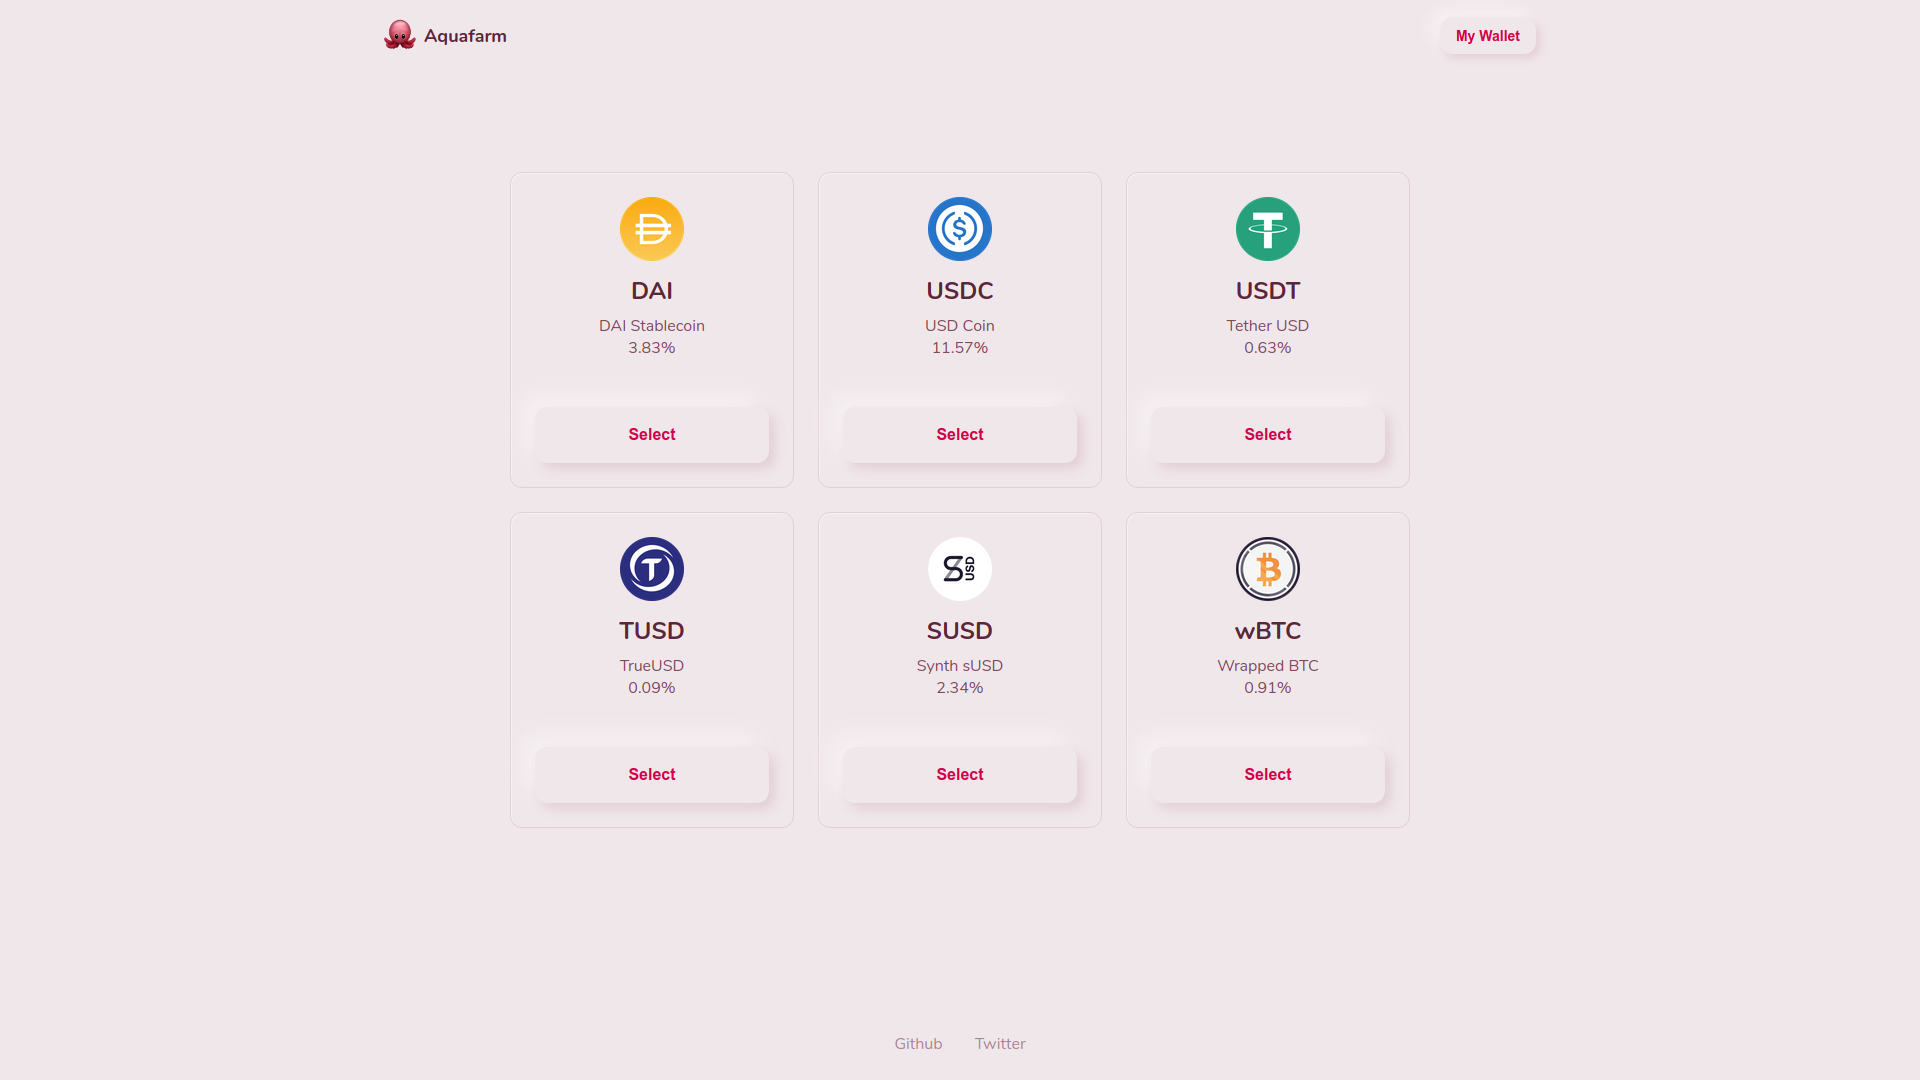 Aquafarm
My Wallet
DAI
DAI Stablecoin
3.83%
Select
USDC
USD Coin
11.57%
Select
USDT
Tether USD
0.63%
Select
TUSD
TrueUSD
0.09%
Select
USD
SUSD
Synth sUSD
2.34%
Select
wBTC
Wrapped BTC
0.91%
Select
Github
Twitter